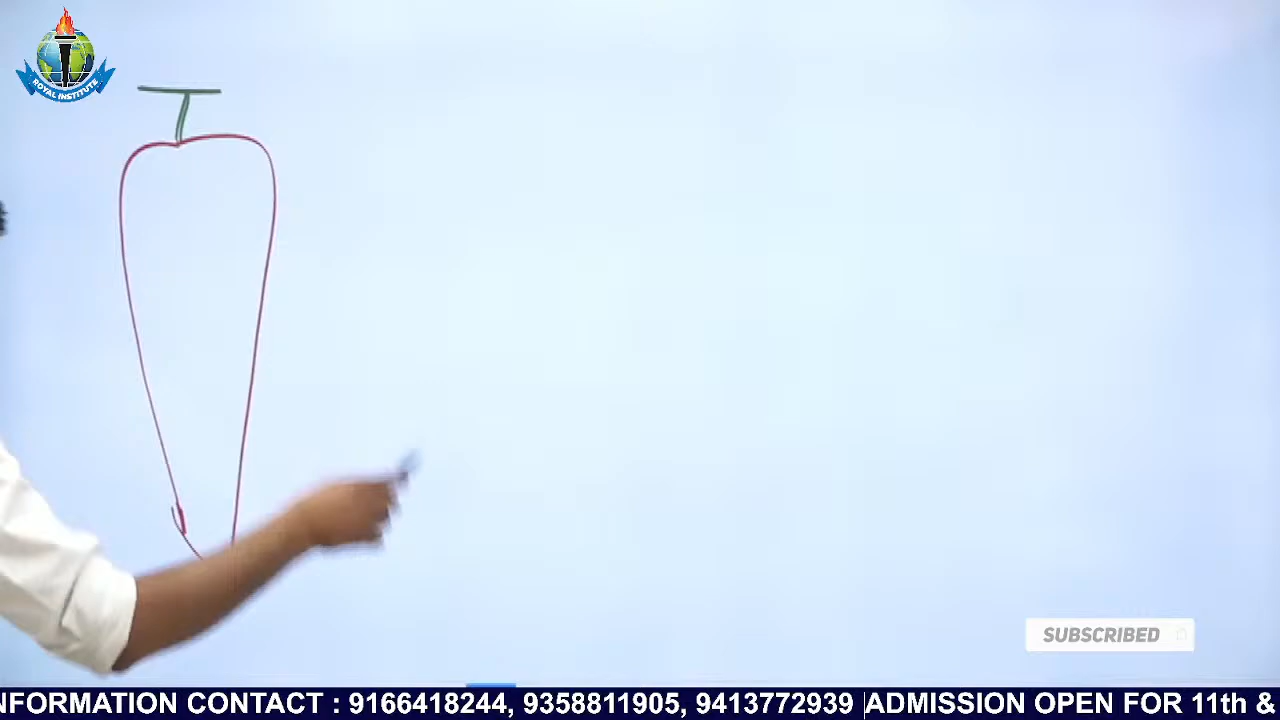 ROYAL INSTITUTE
SUBSCRIBED
NFORMATION CONTACT : 9166418244, 9358811905, 9413772939 |ADMISSION OPEN FOR 11th &